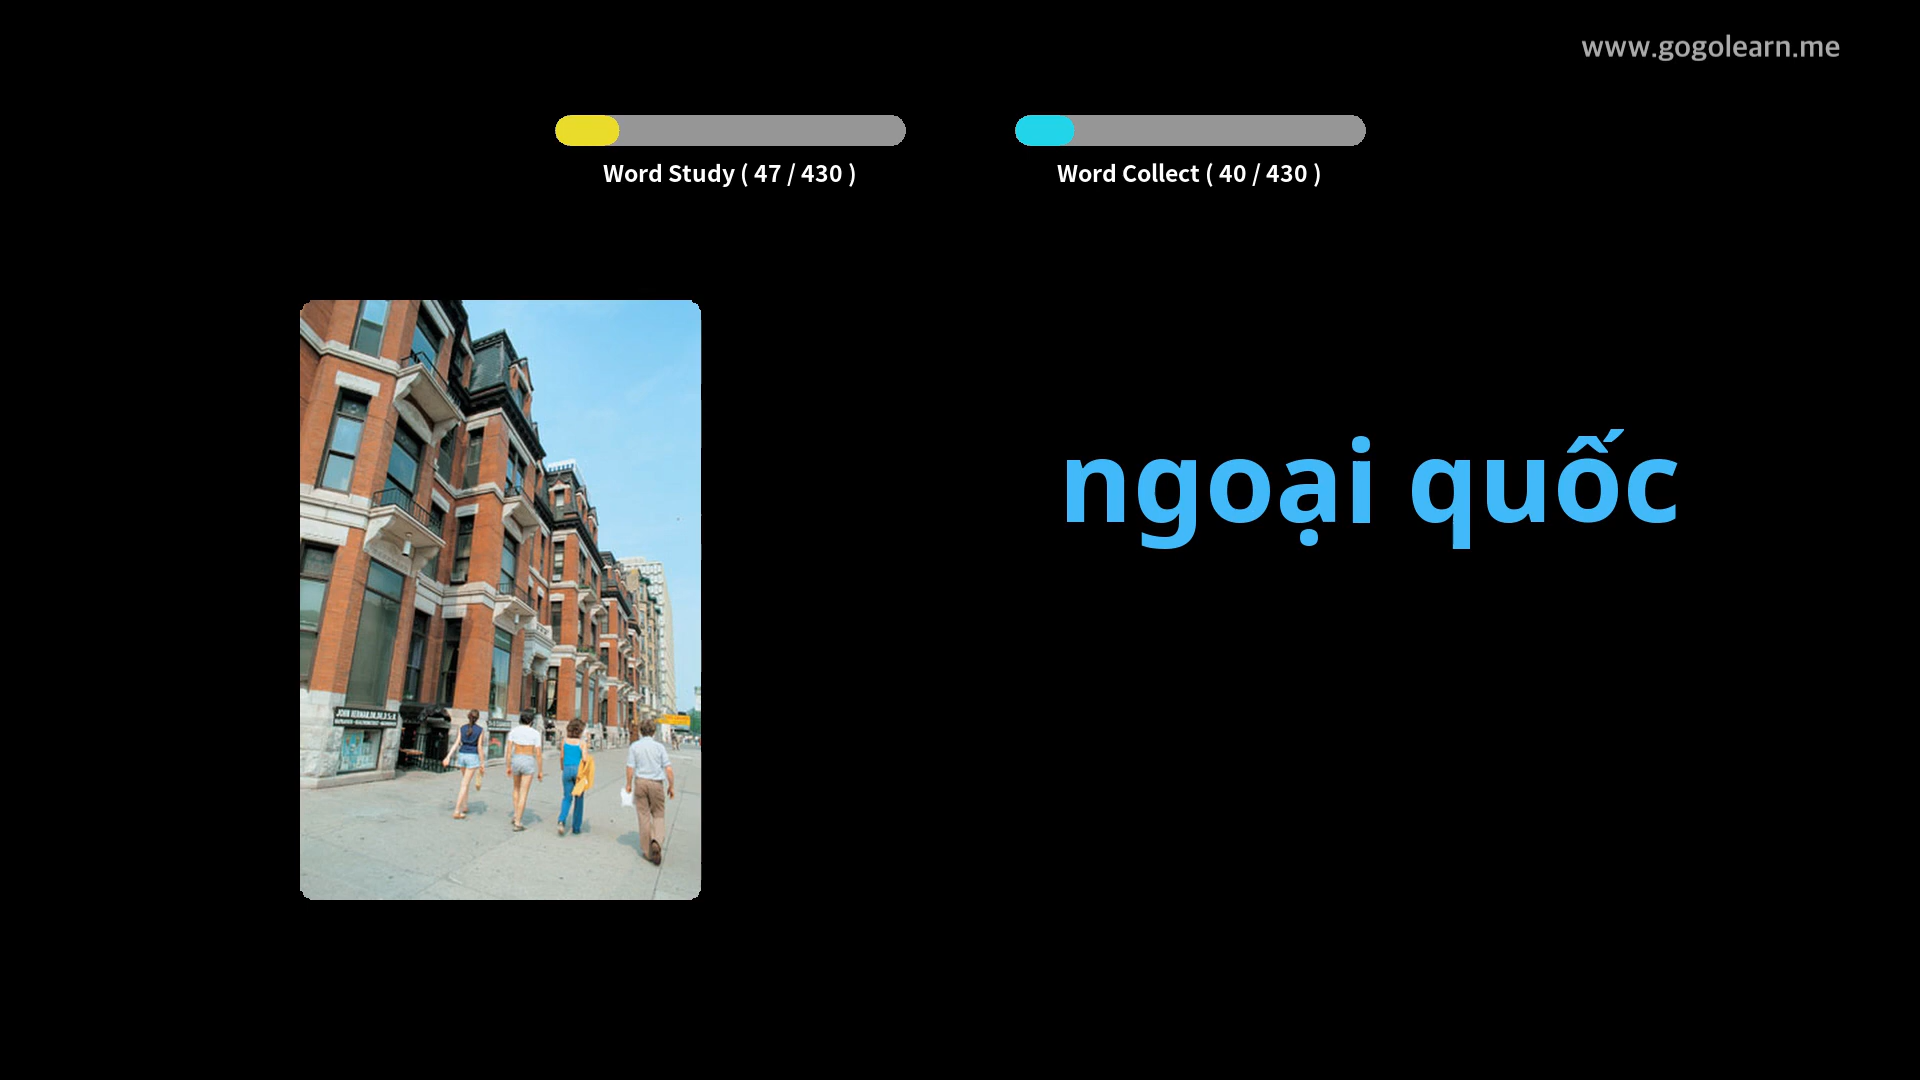 www.gogolearn.me
Word Study ( 47 / 430 )
Word Collect ( 40 / 430 )
ngoại quốc